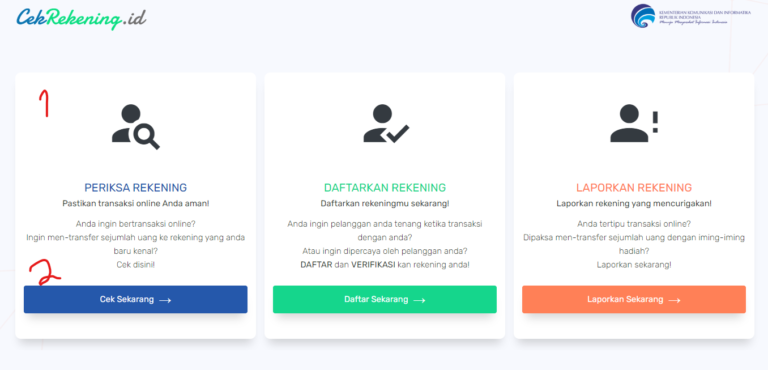 CekRekening.id
KEMENTERIAN KOMUNIKASI DAN INFORMATIKA
REPUBLIK INDONESIA
Menuju Masyarakat Informasi Indonesia
1
PERIKSA REKENING
Pastikan transaksi online Anda aman!
Anda ingin bertransaksi online?
Ingin men-transfer sejumlah uang ke rekening yang anda
baru kenal?
Cek disini!
2
Cek Sekarang →
DAFTARKAN REKENING
Daftarkan rekeningmu sekarang!
Anda ingin pelanggan anda tenang ketika transaksi
dengan anda?
Atau ingin dipercaya oleh pelanggan anda?
DAFTAR dan VERIFIKASI kan rekening anda!
Daftar Sekarang →
LAPORKAN REKENING
Laporkan rekening yang mencurigakan!
Anda tertipu transaksi online?
Dipaksa men-transfer sejumlah uang dengan iming-iming
hadiah?
Laporkan sekarang!
Laporkan Sekarang →